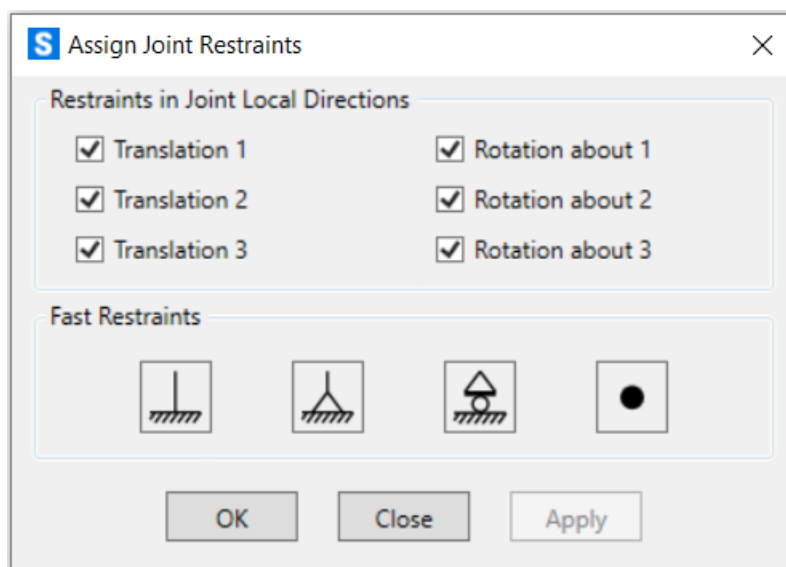 S Assign Joint Restraints
Restraints in Joint Local Directions
Translation 1 Rotation about 1
Translation 2 Rotation about 2
Translation 3 Rotation about 3
Fast Restraints
OK Close Apply